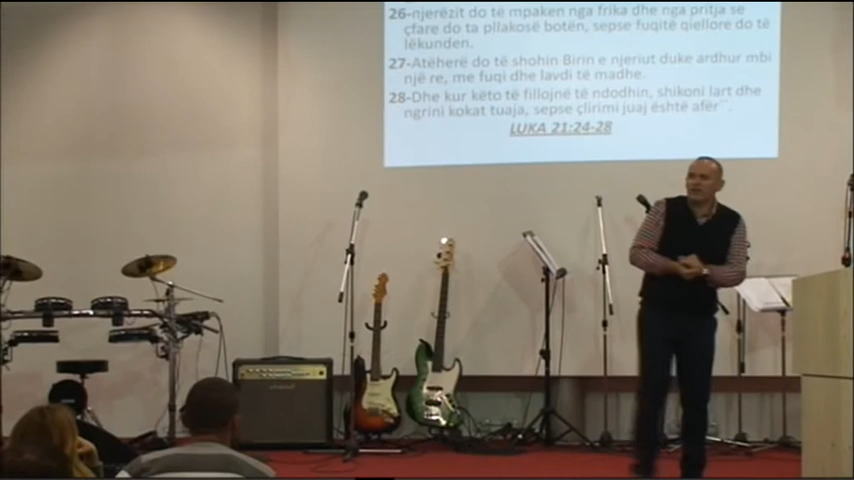 26-njerëzit do të mpaken nga frika dhe nga pritja se
çfare do ta pllakosë botën, sepse fuqitë qiellore do të
lëkunden.
27-Atëherë do të shohin Birin e njeriut duke ardhur mbi
një re, me fuqi dhe lavdi të madhe.
28-Dhe kur këto të fillojnë të ndodhin, shikoni lart dhe
ngrini kokat tuaja, sepse çlirimi juaj është afër¨.
LUKA 21:24-28